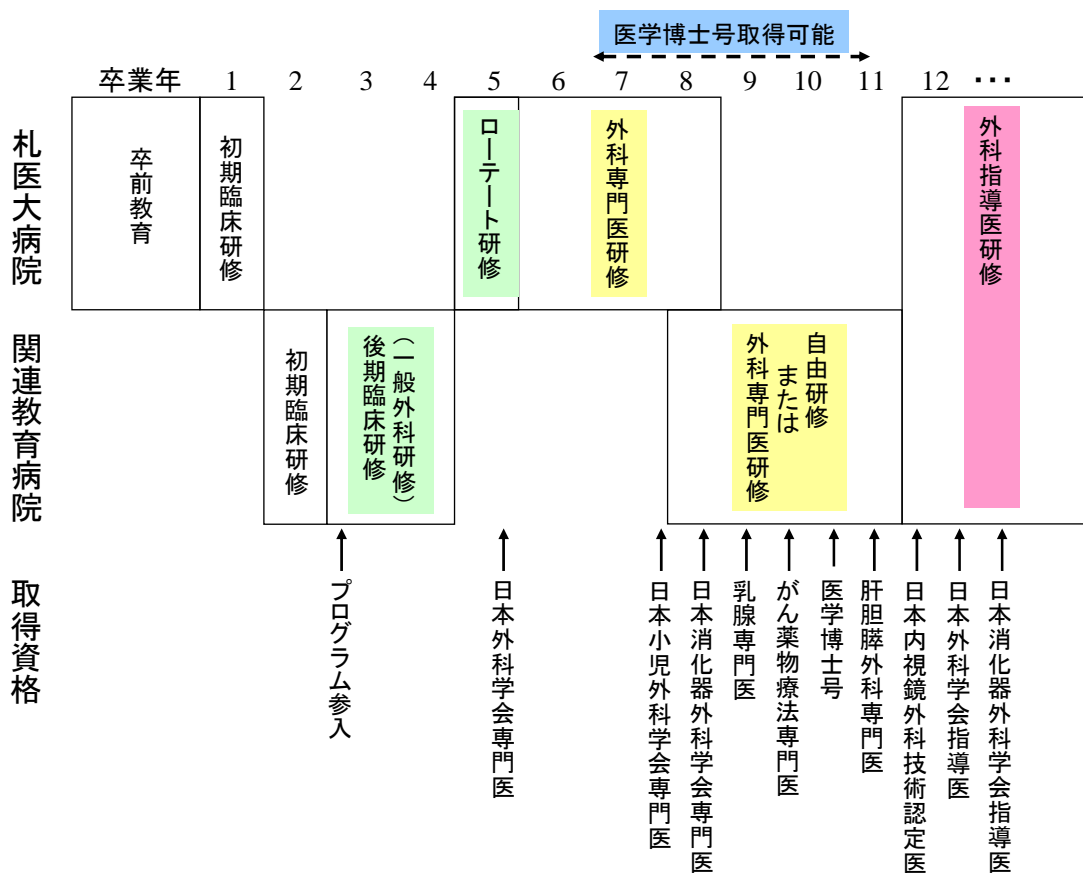 医学博士号取得可能
卒業年 1 2 3 4 5 6 7 8 9 10 11 12 ･･･
札医大病院
卒前教育
初期臨床研修
ローテート研修
外科専門医研修
外科指導医研修
関連教育病院
初期臨床研修
後期臨床研修
（一般外科研修）
外科専門医研修
または
自由研修
取得資格
プログラム参入
日本外科学会専門医
日本小児外科学会専門医
日本消化器外科学会専門医
乳腺専門医
がん薬物療法専門医
医学博士号
肝胆膵外科専門医
日本内視鏡外科技術認定医
日本外科学会指導医
日本消化器外科学会指導医